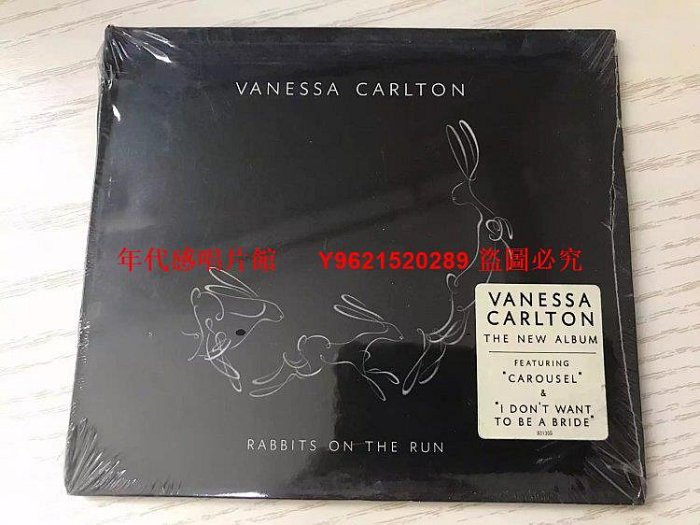 VANESSA CARLTON
年代感唱片館 Y9621520289 盜圖必究
VANESSA
CARLTON
THE NEW ALBUM
FEATURING
"CAROUSEL"
&
"I DON'T WANT
TO BE A BRIDE"
RABBITS ON THE RUN